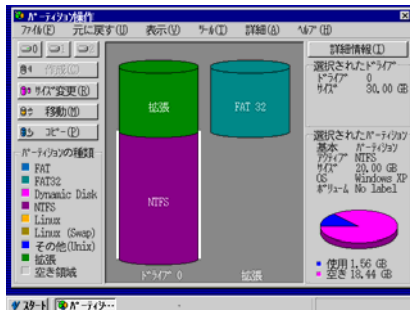 パーティション操作
ファイル(F) 元に戻す(U) 表示(V) ツール(T) 詳細(A) ヘルプ(H)
0 1 2
作成(C)
サイズ変更(R)
移動(M)
コピー(P)
パーティションの種類
FAT
FAT32
Dynamic Disk
NTFS
Linux
Linux (Swap)
その他(Unix)
拡張
空き領域
拡張
NTFS
FAT 32
ドライブ 0
拡張
詳細情報(I)
選択されたドライブ
ドライブ 0
サイズ 30.00 GB
選択されたパーティション
基本 パーティション
アクティブ NTFS
サイズ 20.00 GB
OS Windows XP
ボリューム No label
使用 1.56 GB
空き 18.44 GB
スタート パーティシ...